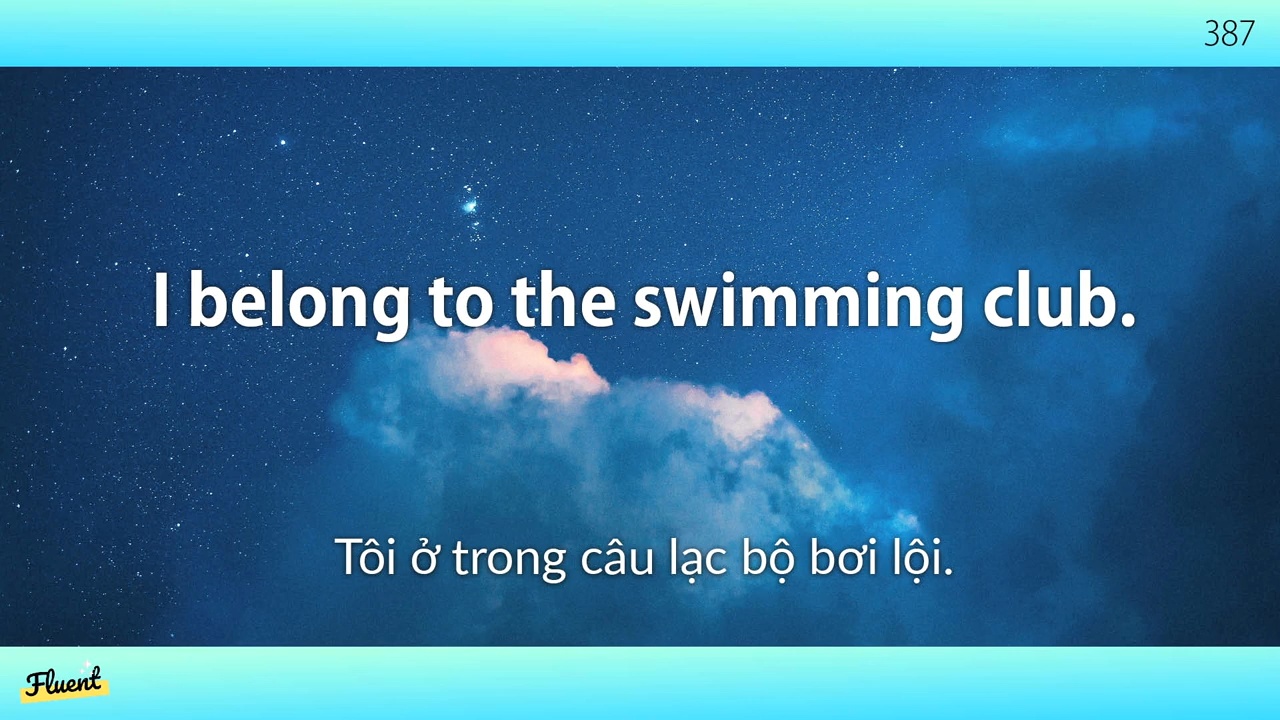 387
I belong to the swimming club.
Tôi ở trong câu lạc bộ bơi lội.
Fluent